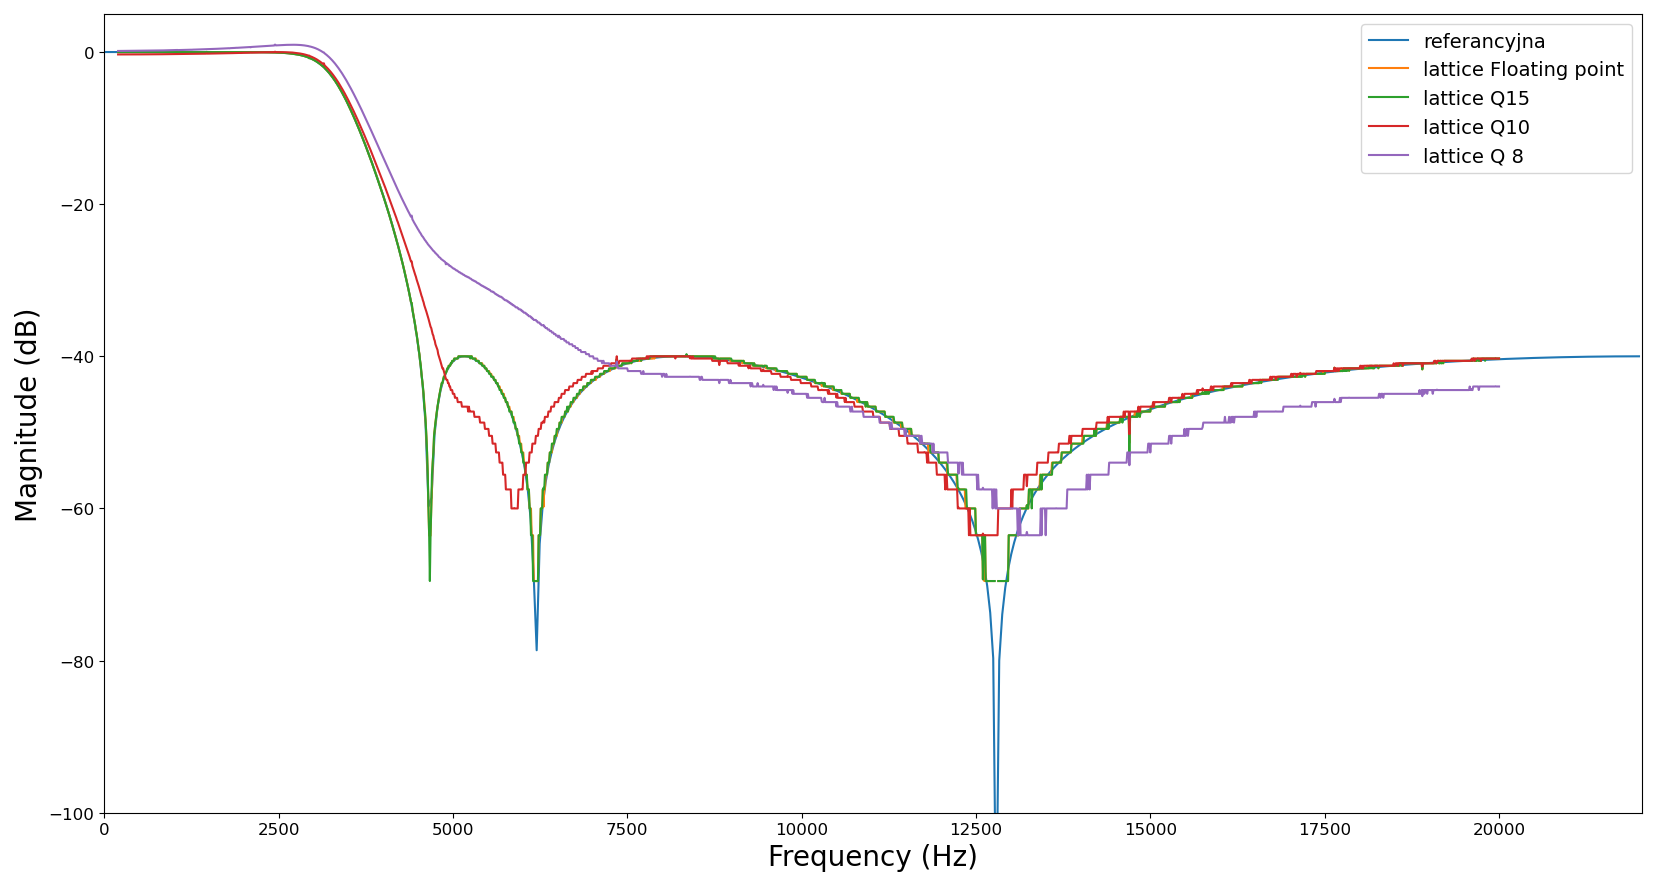 referancyjna
lattice Floating point
lattice Q15
lattice Q10
lattice Q 8
Magnitude (dB)
0
−20
−40
−60
−80
−100
0 2500 5000 7500 10000 12500 15000 17500 20000
Frequency (Hz)